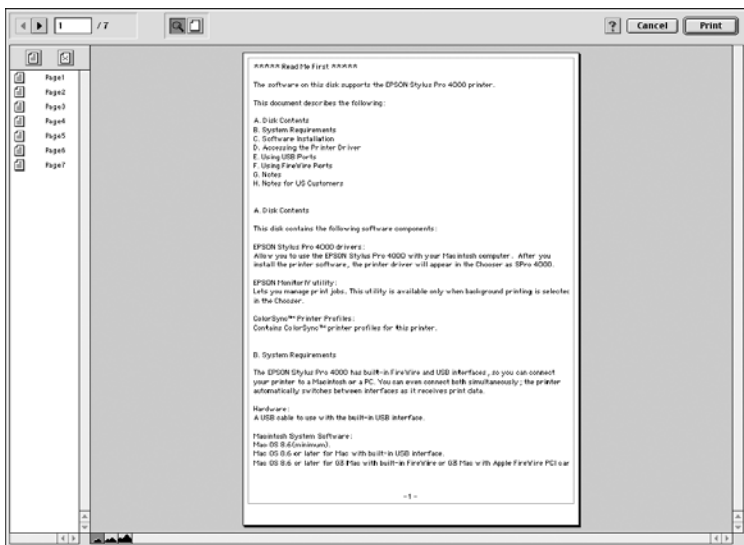 1 / 7
? Cancel Print
Page1
Page2
Page3
Page4
Page5
Page6
Page7
***** Read Me First *****
The software on this disk supports the EPSON Stylus Pro 4000 printer.
This document describes the following:
A. Disk Contents
B. System Requirements
C. Software Installation
D. Accessing the Printer Driver
E. Using USB Ports
F. Using FireWire Ports
G. Notes
H. Notes for US Customers
A. Disk Contents
This disk contains the following software components:
EPSON Stylus Pro 4000 drivers:
Allow you to use the EPSON Stylus Pro 4000 with your Macintosh computer. After you
install the printer software, the printer driver will appear in the Chooser as SPro 4000.
EPSON MonitorIV utility:
Lets you manage print jobs. This utility is available only when background printing is selected
in the Chooser.
ColorSync™ Printer Profiles:
Contains ColorSync™ printer profiles for this printer.
B. System Requirements
The EPSON Stylus Pro 4000 has built-in FireWire and USB interfaces, so you can connect
your printer to a Macintosh or a PC. You can even connect both simultaneously; the printer
automatically switches between interfaces as it receives print data.
Hardware:
A USB cable to use with the built-in USB interface.
Macintosh System Software:
Mac OS 8.6(minimum).
Mac OS 8.6 or later for Mac with built-in USB interface.
Mac OS 8.6 or later for G3 Mac with built-in FireWire or G3 Mac with Apple FireWire PCI car
-1-